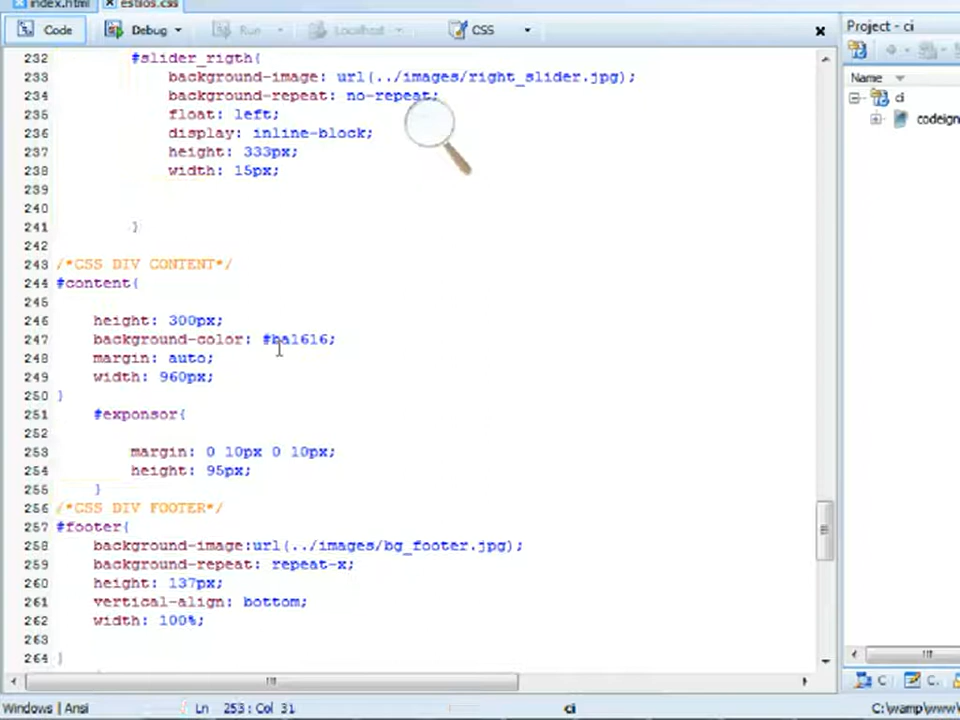 index.html estilos.css
Code Debug Run Localhost CSS
Project - ci
Name
ci
codeign
232 #slider_rigth{
233 background-image: url(../images/right_slider.jpg);
234 background-repeat: no-repeat;
235 float: left;
236 display: inline-block;
237 height: 333px;
238 width: 15px;
239
240
241 }
242
243 /*CSS DIV CONTENT*/
244 #content{
245
246 height: 300px;
247 background-color: #ba1616;
248 margin: auto;
249 width: 960px;
250 }
251 #exponsor{
252
253 margin: 0 10px 0 10px;
254 height: 95px;
255 }
256 /*CSS DIV FOOTER*/
257 #footer{
258 background-image:url(../images/bg_footer.jpg);
259 background-repeat: repeat-x;
260 height: 137px;
261 vertical-align: bottom;
262 width: 100%;
263
264 }
C C.
Windows | Ansi Ln 253: Col 31 ci C:\wamp\www\